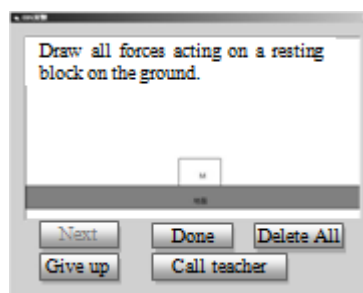 Draw all forces acting on a resting
block on the ground.
M
Next
Done
Delete All
Give up
Call teacher